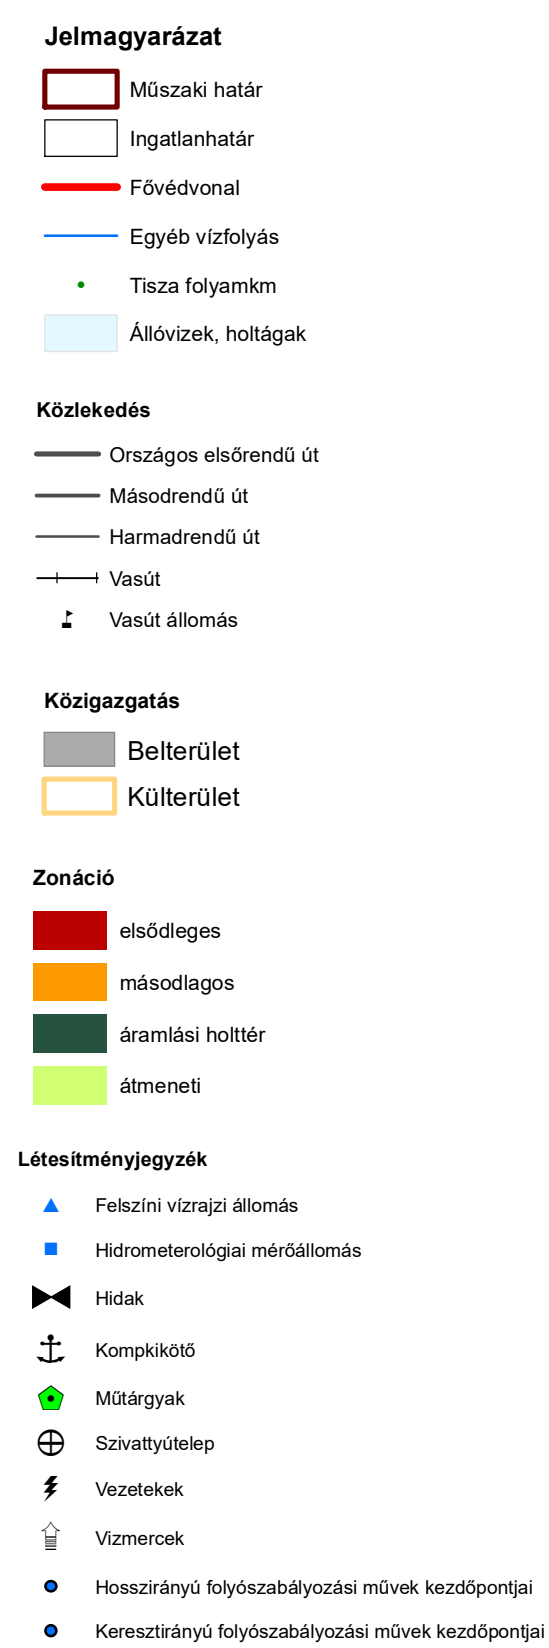 Jelmagyarázat
Műszaki határ
Ingatlanhatár
Fővédvonal
Egyéb vízfolyás
Tisza folyamkm
Állóvizek, holtágak
Közlekedés
Országos elsőrendű út
Másodrendű út
Harmadrendű út
Vasút
Vasút állomás
Közigazgatás
Belterület
Külterület
Zonáció
elsődleges
másodlagos
áramlási holttér
átmeneti
Létesítményjegyzék
Felszíni vízrajzi állomás
Hidrometerológiai mérőállomás
Hidak
Kompkikötő
Műtárgyak
Szivattyútelep
Vezetekek
Vizmercek
Hosszirányú folyószabályozási művek kezdőpontjai
Keresztirányú folyószabályozási művek kezdőpontjai